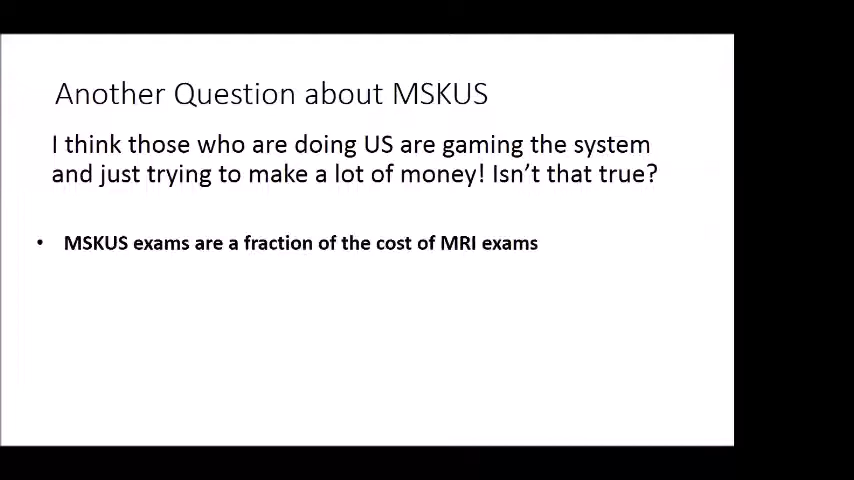 Another Question about MSKUS
I think those who are doing US are gaming the system
and just trying to make a lot of money! Isn't that true?
• MSKUS exams are a fraction of the cost of MRI exams